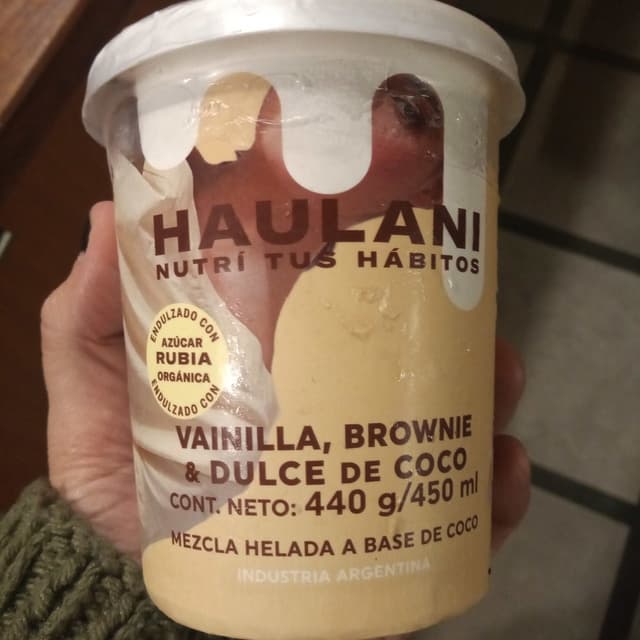 HAULANI
NUTRÍ TUS HÁBITOS
ENDULZADO CON
AZÚCAR
RUBIA
ORGÁNICA
ENDULZADO CON
VAINILLA, BROWNIE
& DULCE DE COCO
CONT. NETO: 440 g/450 ml
MEZCLA HELADA A BASE DE COCO
INDUSTRIA ARGENTINA